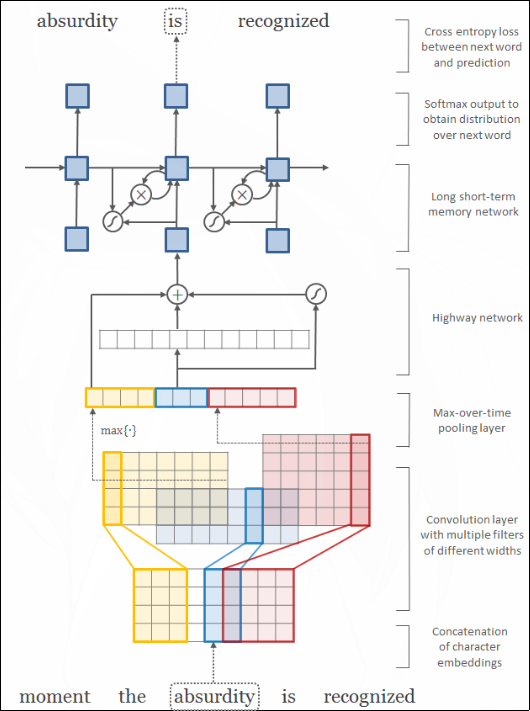 absurdity is recognized
Cross entropy loss
between next word
and prediction
Softmax output to
obtain distribution
over next word
Long short-term
memory network
Highway network
Max-over-time
pooling layer
max{·}
Convolution layer
with multiple filters
of different widths
Concatenation
of character
embeddings
moment the absurdity is recognized